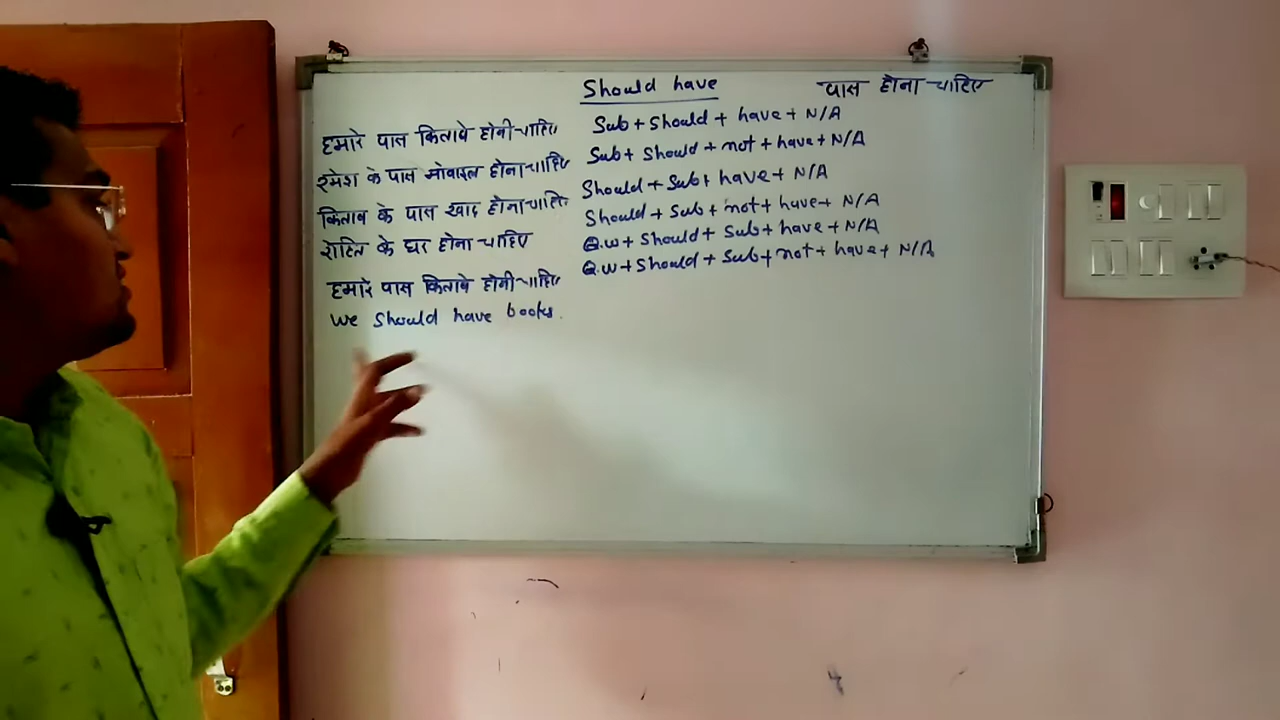 Should have
पास होना चाहिए
हमारे पास किताबे होनी चाहिए
रमेश के पास मोबाइल होना चाहिए
किसान के पास खाद होना चाहिए
रोहित के घर होना चाहिए
हमारे पास किताबे होनी चाहिए
We Should have books.
Sub + Should + have + N/A
Sub + Should + not + have + N/A
Should + Sub + have + N/A
Should + Sub + not + have + N/A
Q.W + Should + Sub + have + N/A
Q.W + Should + Sub + not + have + N/A